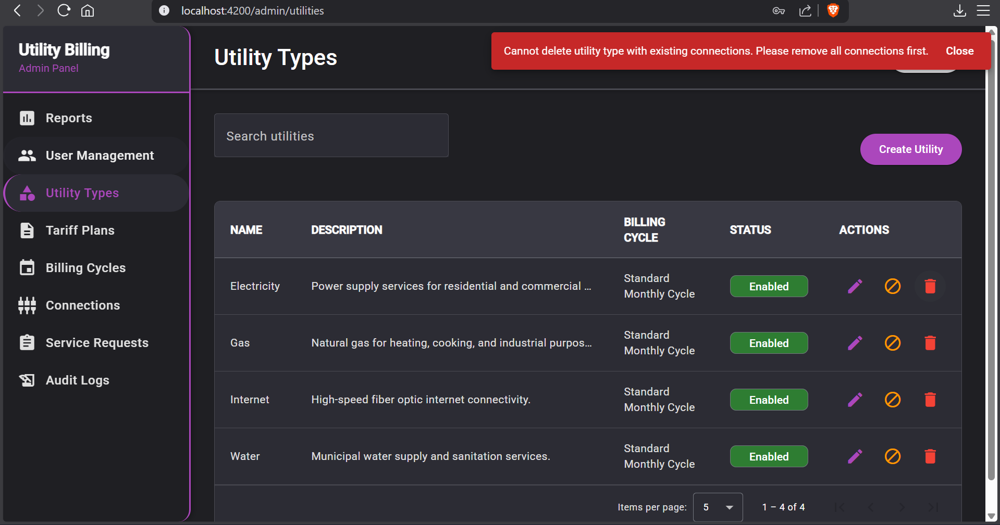 localhost:4200/admin/utilities
Utility Billing
Admin Panel
Reports
User Management
Utility Types
Tariff Plans
Billing Cycles
Connections
Service Requests
Audit Logs
Utility Types
Cannot delete utility type with existing connections. Please remove all connections first. Close
Search utilities
Create Utility
NAME DESCRIPTION BILLING CYCLE STATUS ACTIONS
Electricity Power supply services for residential and commercial ... Standard Monthly Cycle Enabled
Gas Natural gas for heating, cooking, and industrial purpos... Standard Monthly Cycle Enabled
Internet High-speed fiber optic internet connectivity. Standard Monthly Cycle Enabled
Water Municipal water supply and sanitation services. Standard Monthly Cycle Enabled
Items per page: 5 1 – 4 of 4